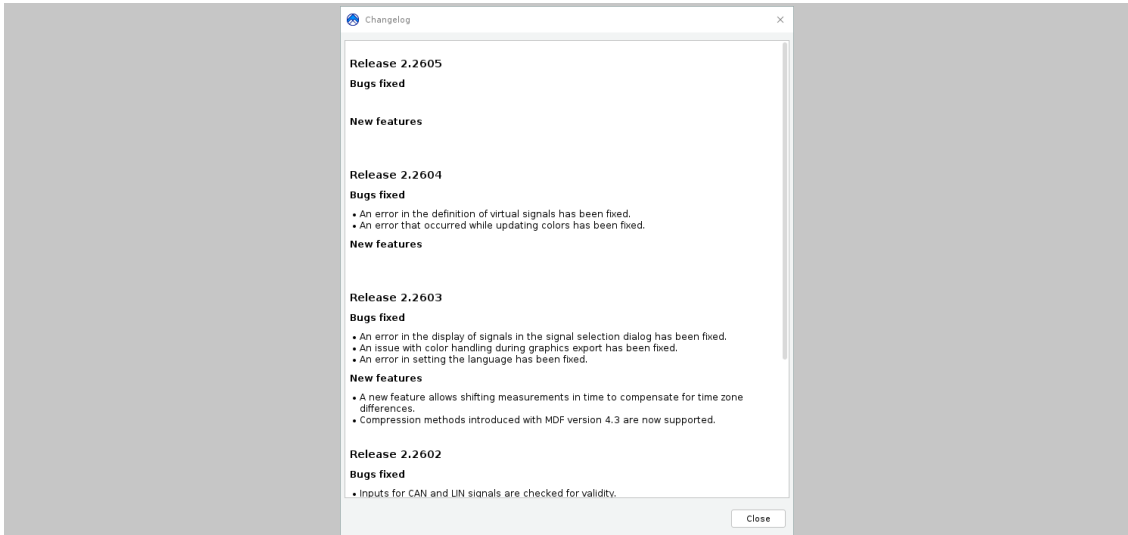 Changelog
Release 2.2605
Bugs fixed
New features
Release 2.2604
Bugs fixed
• An error in the definition of virtual signals has been fixed.
• An error that occurred while updating colors has been fixed.
New features
Release 2.2603
Bugs fixed
• An error in the display of signals in the signal selection dialog has been fixed.
• An issue with color handling during graphics export has been fixed.
• An error in setting the language has been fixed.
New features
• A new feature allows shifting measurements in time to compensate for time zone
differences.
• Compression methods introduced with MDF version 4.3 are now supported.
Release 2.2602
Bugs fixed
• Inputs for CAN and LIN signals are checked for validity.
Close